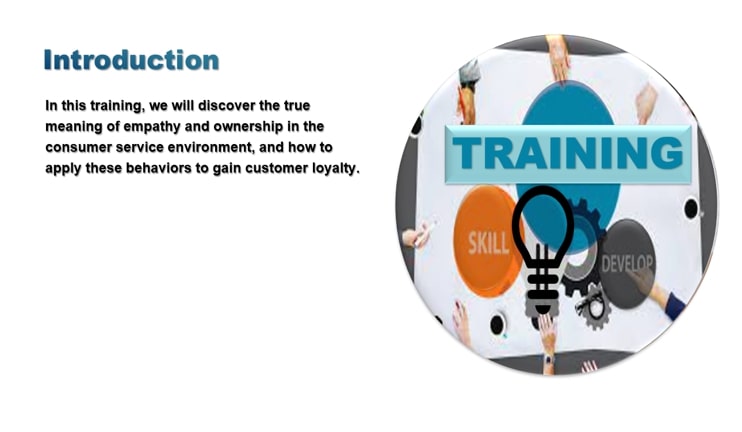 Introduction
In this training, we will discover the true
meaning of empathy and ownership in the
consumer service environment, and how to
apply these behaviors to gain customer loyalty.
TRAINING
SKILL
DEVELOP